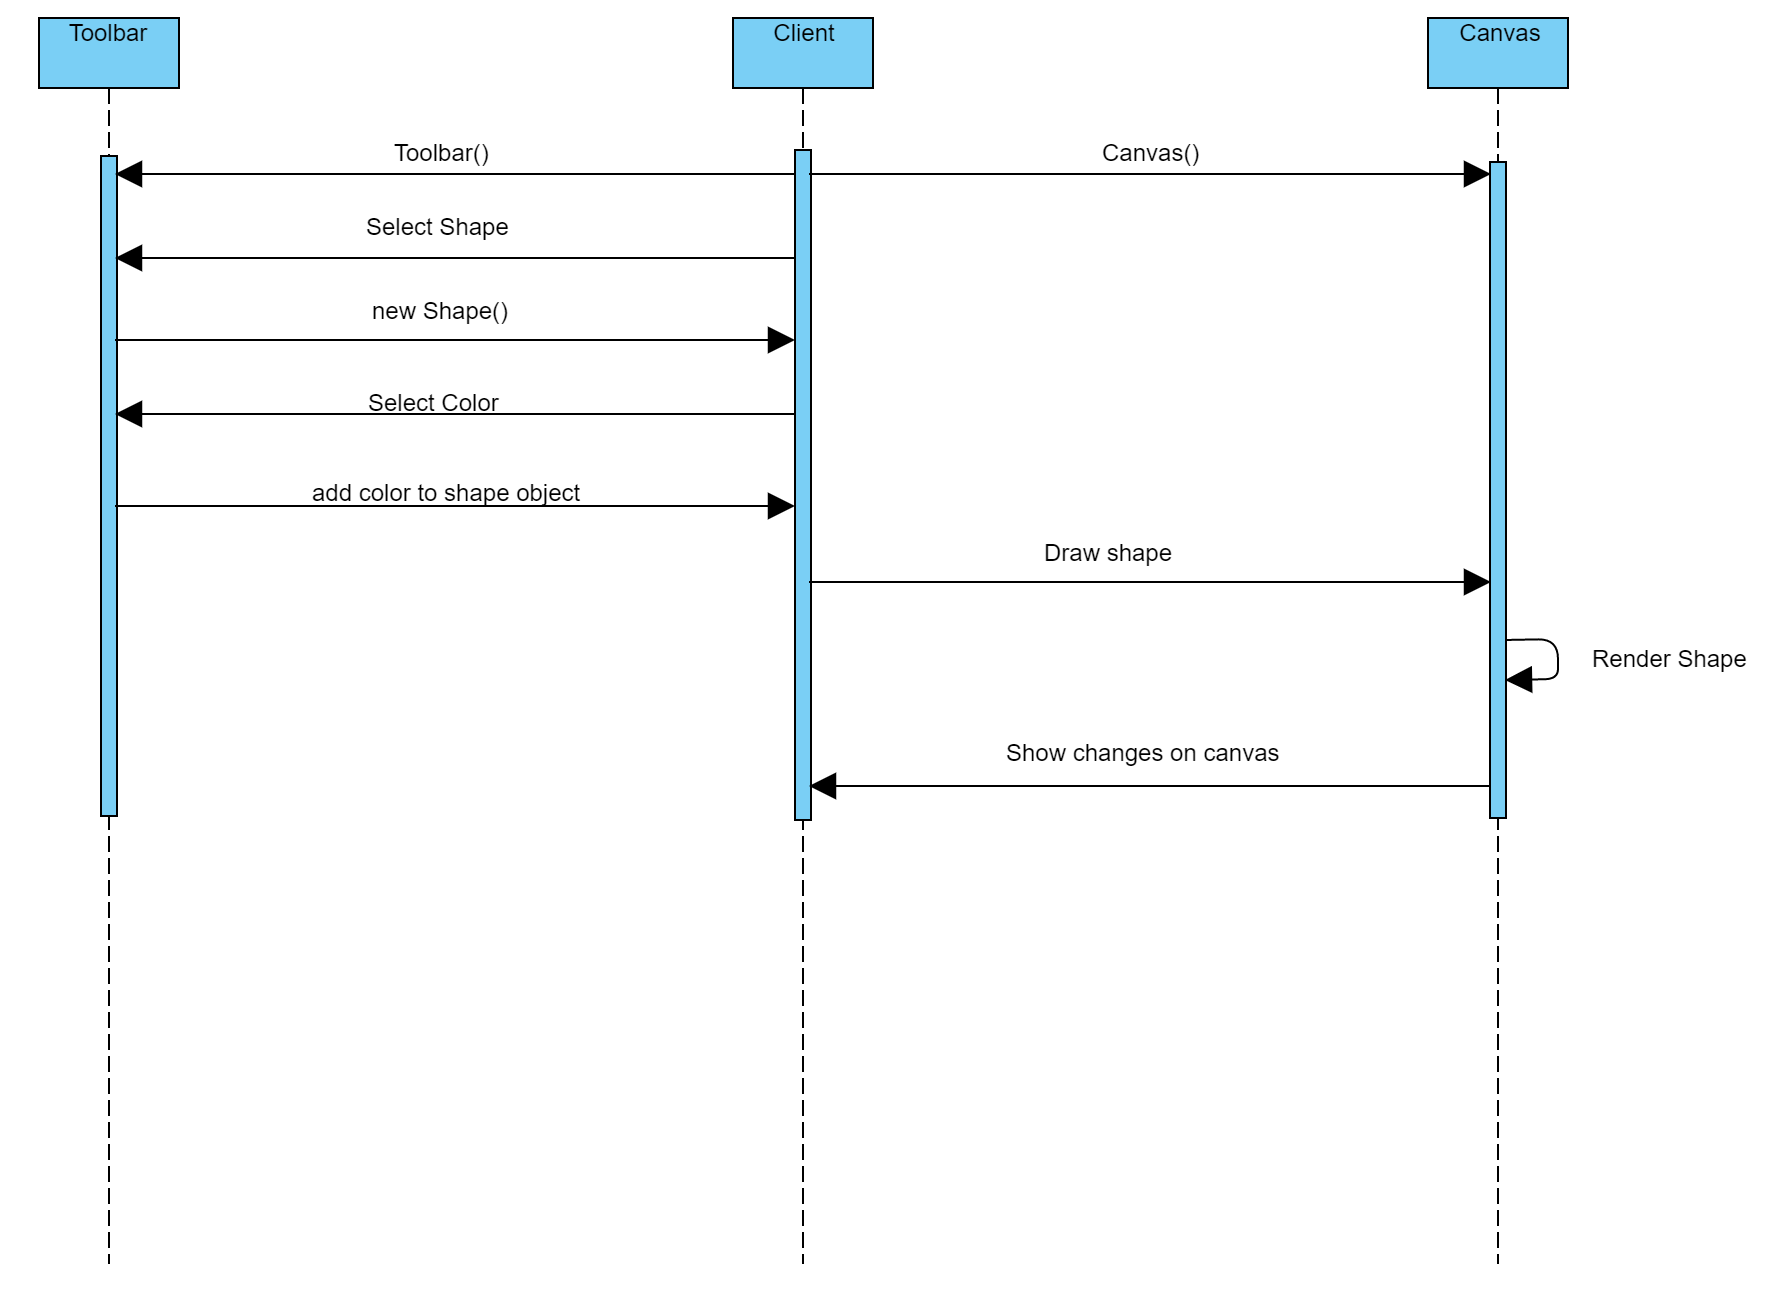 Toolbar
Client
Canvas
Toolbar()
Canvas()
Select Shape
new Shape()
Select Color
add color to shape object
Draw shape
Render Shape
Show changes on canvas